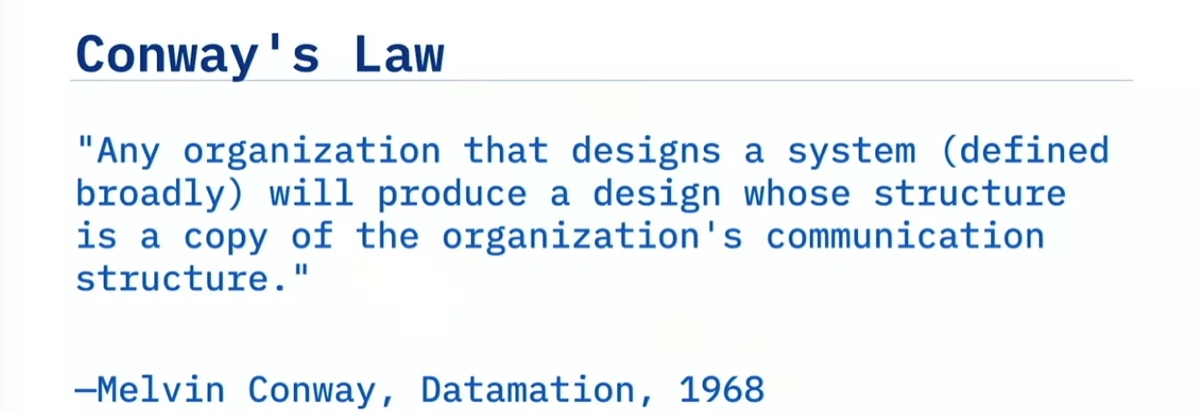 Conway's Law
"Any organization that designs a system (defined
broadly) will produce a design whose structure
is a copy of the organization's communication
structure."
—Melvin Conway, Datamation, 1968